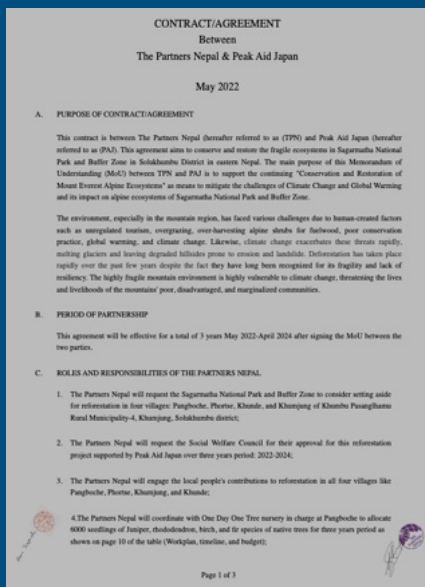 CONTRACT/AGREEMENT
Between
The Partners Nepal & Peak Aid Japan
May 2022
A. PURPOSE OF CONTRACT/AGREEMENT
This contract is between The Partners Nepal (hereafter referred to as (TPN) and Peak Aid Japan (hereafter
referred to as (PAJ). This agreement aims to conserve and restore the fragile ecosystems in Sagarmatha National
Park and Buffer Zone in Solukhumbu District in eastern Nepal. The main purpose of this Memorandum of
Understanding (MoU) between TPN and PAJ is to support the continuing "Conservation and Restoration of
Mount Everest Alpine Ecosystems" as means to mitigate the challenges of Climate Change and Global Warming
and its impact on alpine ecosystems of Sagarmatha National Park and Buffer Zone.
The environment, especially in the mountain region, has faced various challenges due to human-created factors
such as unregulated tourism, overgrazing, over-harvesting alpine shrubs for fuelwood, poor conservation
practice, global warming, and climate change. Likewise, climate change exacerbates these threats rapidly,
melting glaciers and leaving degraded hillsides prone to erosion and landslide. Deforestation has taken place
rapidly over the past few years despite the fact they have long been recognized for its fragility and lack of
resiliency. The highly fragile mountain environment is highly vulnerable to climate change, threatening the lives
and livelihoods of the mountains' poor, disadvantaged, and marginalized communities.
B. PERIOD OF PARTNERSHIP
This agreement will be effective for a total of 3 years May 2022-April 2024 after signing the MoU between the
two parties.
C. ROLES AND RESPONSIBILITIES OF THE PARTNERS NEPAL
1. The Partners Nepal will request the Sagarmatha National Park and Buffer Zone to consider setting aside
for reforestation in four villages: Pangboche, Phortse, Khunde, and Khumjung of Khumbu Pasanglhamu
Rural Municipality-4, Khumjung, Solukhumbu district;
2. The Partners Nepal will request the Social Welfare Council for their approval for this reforestation
project supported by Peak Aid Japan over three years period: 2022-2024;
3. The Partners Nepal will engage the local people's contributions to reforestation in all four villages like
Pangboche, Phortse, Khumjung, and Khunde;
4.The Partners Nepal will coordinate with One Day One Tree nursery in charge at Pangboche to allocate
6000 seedlings of Juniper, rhododendron, birch, and fir species of native trees for three years period as
shown on page 10 of the table (Workplan, timeline, and budget);
Page 1 of 3